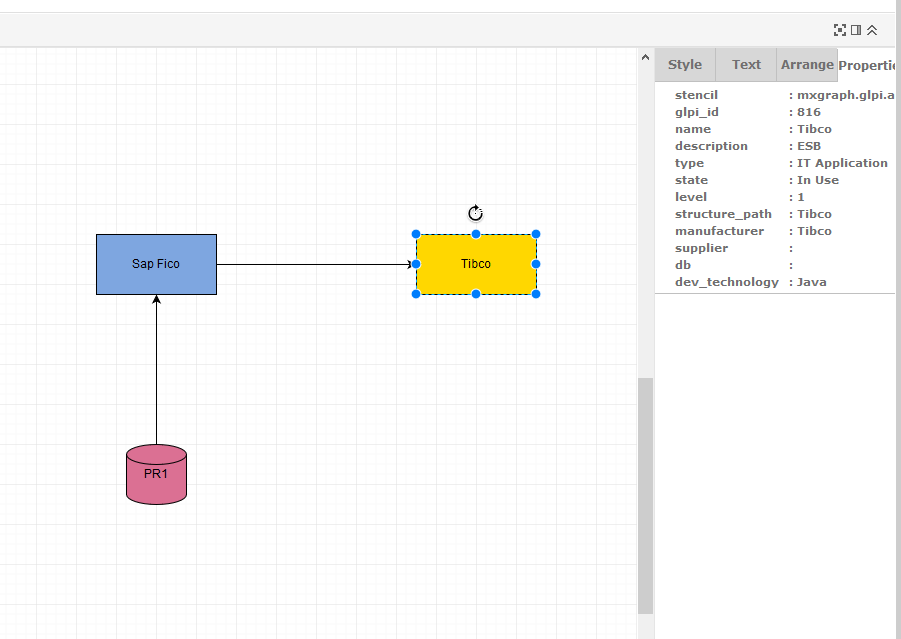 Style Text Arrange Properti
stencil : mxgraph.glpi.a
glpi_id : 816
name : Tibco
description : ESB
type : IT Application
state : In Use
level : 1
structure_path : Tibco
manufacturer : Tibco
supplier :
db :
dev_technology : Java
Sap Fico
Tibco
PR1